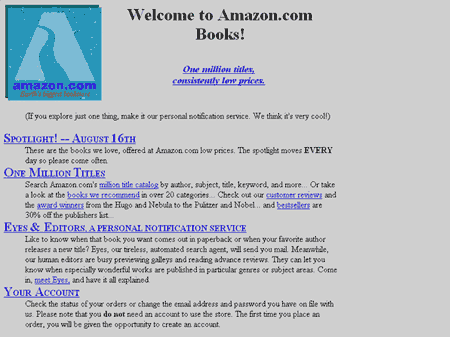 Welcome to Amazon.com
Books!
amazon.com
One million titles,
consistently low prices.
(If you explore just one thing, make it our personal notification service. We think it's very cool!)
SPOTLIGHT! -- AUGUST 16TH
These are the books we love, offered at Amazon.com low prices. The spotlight moves EVERY
day so please come often.
ONE MILLION TITLES
Search Amazon.com's million title catalog by author, subject, title, keyword, and more... Or take
a look at the books we recommend in over 20 categories... Check out our customer reviews and
the award winners from the Hugo and Nebula to the Pulitzer and Nobel... and bestsellers are
30% off the publishers list...
EYES & EDITORS, A PERSONAL NOTIFICATION SERVICE
Like to know when that book you want comes out in paperback or when your favorite author
releases a new title? Eyes, our tireless, automated search agent, will send you mail. Meanwhile,
our human editors are busy previewing galleys and reading advance reviews. They can let you
know when especially wonderful works are published in particular genres or subject areas. Come
in, meet Eyes, and have it all explained.
YOUR ACCOUNT
Check the status of your orders or change the email address and password you have on file with
us. Please note that you do not need an account to use the store. The first time you place an
order, you will be given the opportunity to create an account.